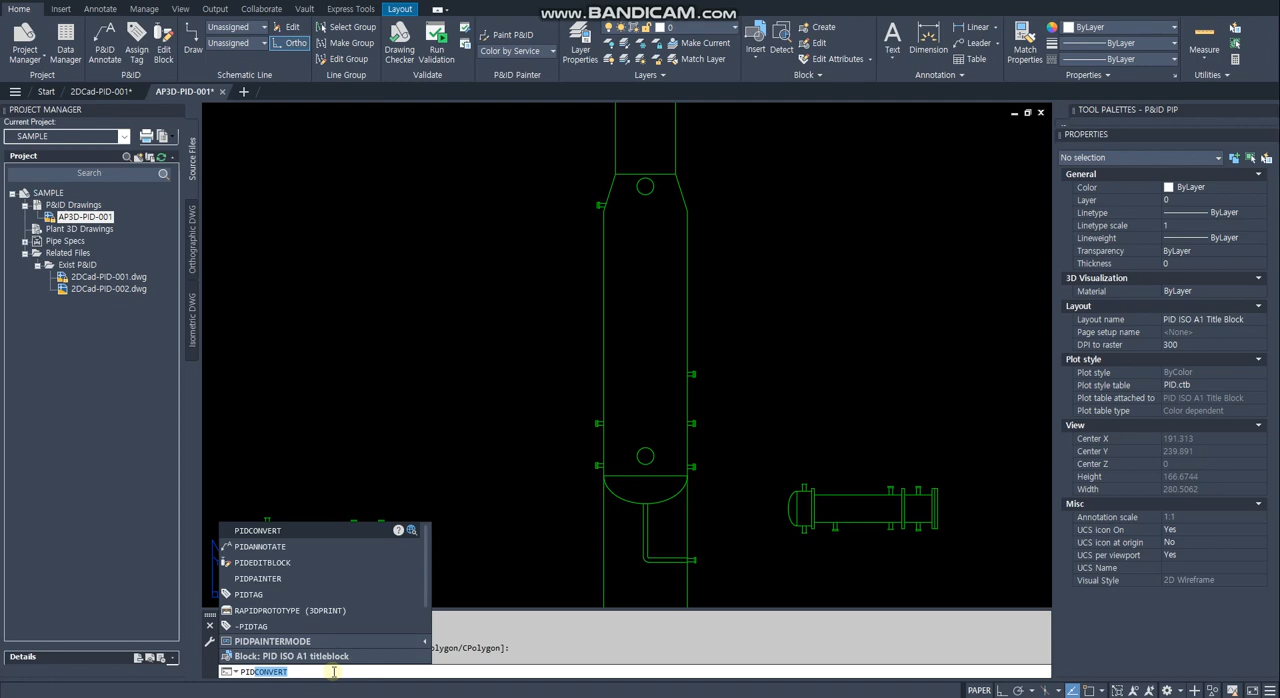 Home Insert Annotate Manage View Output Collaborate Vault Express Tools Layout
www.BANDICAM.com
Project Manager
Data Manager
Project
P&ID Annotate
Assign Tag
Edit Block
P&ID
Draw
Unassigned
Unassigned
Edit
Ortho
Schematic Line
Select Group
Make Group
Edit Group
Line Group
Drawing Checker
Run Validation
Validate
Paint P&ID
Color by Service
P&ID Painter
Layer Properties
0
Make Current
Match Layer
Layers
Insert
Detect
Create
Edit
Edit Attributes
Block
Text
Dimension
Linear
Leader
Table
Annotation
Match Properties
ByLayer
ByLayer
ByLayer
Properties
Measure
Utilities
Start 2DCad-PID-001* AP3D-PID-001*
PROJECT MANAGER
Current Project:
SAMPLE
Project
Search
SAMPLE
P&ID Drawings
AP3D-PID-001
Plant 3D Drawings
Pipe Specs
Related Files
Exist P&ID
2DCad-PID-001.dwg
2DCad-PID-002.dwg
Details
Source Files
Orthographic DWG
Isometric DWG
PIDCONVERT
PIDANNOTATE
PIDEDITBLOCK
PIDPAINTER
PIDTAG
RAPIDPROTOTYPE (3DPRINT)
-PIDTAG
PIDPAINTERMODE
Block: PID ISO A1 titleblock
olygon/CPolygon]:
PIDCONVERT
TOOL PALETTES - P&ID PIP
PROPERTIES
No selection
General
Color ByLayer
Layer 0
Linetype ByLayer
Linetype scale 1
Lineweight ByLayer
Transparency ByLayer
Thickness 0
3D Visualization
Material ByLayer
Layout
Layout name PID ISO A1 Title Block
Page setup name <None>
DPI to raster 300
Plot style
Plot style ByColor
Plot style table PID.ctb
Plot table attached to PID ISO A1 Title Block
Plot table type Color dependent
View
Center X 191.313
Center Y 239.891
Center Z 0
Height 166.6744
Width 280.5062
Misc
Annotation scale 1:1
UCS icon On Yes
UCS icon at origin No
UCS per viewport Yes
UCS Name
Visual Style 2D Wireframe
PAPER